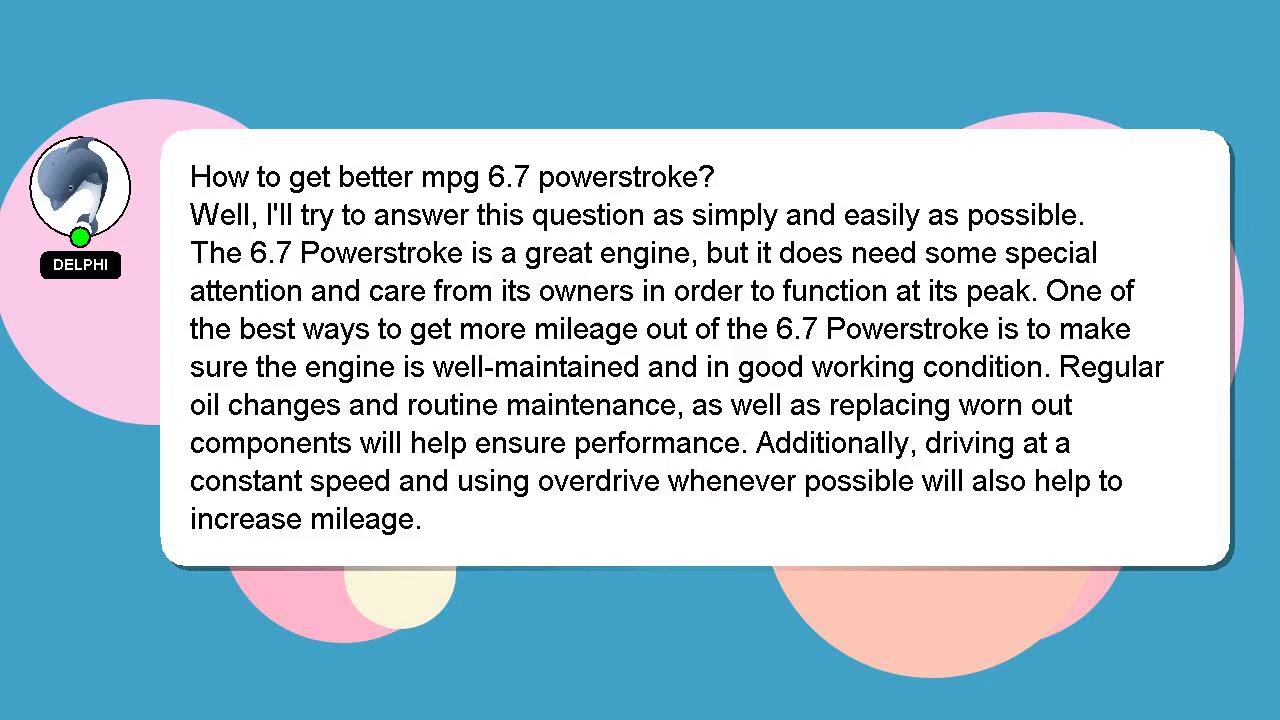 DELPHI
How to get better mpg 6.7 powerstroke?
Well, I'll try to answer this question as simply and easily as possible.
The 6.7 Powerstroke is a great engine, but it does need some special
attention and care from its owners in order to function at its peak. One of
the best ways to get more mileage out of the 6.7 Powerstroke is to make
sure the engine is well-maintained and in good working condition. Regular
oil changes and routine maintenance, as well as replacing worn out
components will help ensure performance. Additionally, driving at a
constant speed and using overdrive whenever possible will also help to
increase mileage.